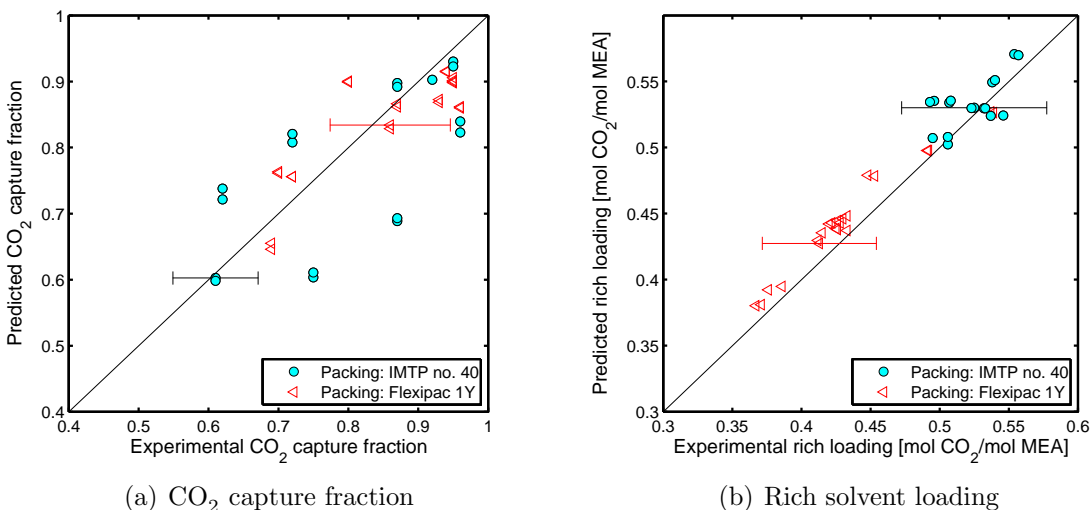 Predicted CO2 capture fraction
1
0.9
0.8
0.7
0.6
0.5
0.4
0.4 0.5 0.6 0.7 0.8 0.9 1
Experimental CO2 capture fraction
Packing: IMTP no. 40
Packing: Flexipac 1Y
(a) CO2 capture fraction
Predicted rich loading [mol CO2/mol MEA]
0.55
0.5
0.45
0.4
0.35
0.3
0.3 0.35 0.4 0.45 0.5 0.55 0.6
Experimental rich loading [mol CO2/mol MEA]
Packing: IMTP no. 40
Packing: Flexipac 1Y
(b) Rich solvent loading